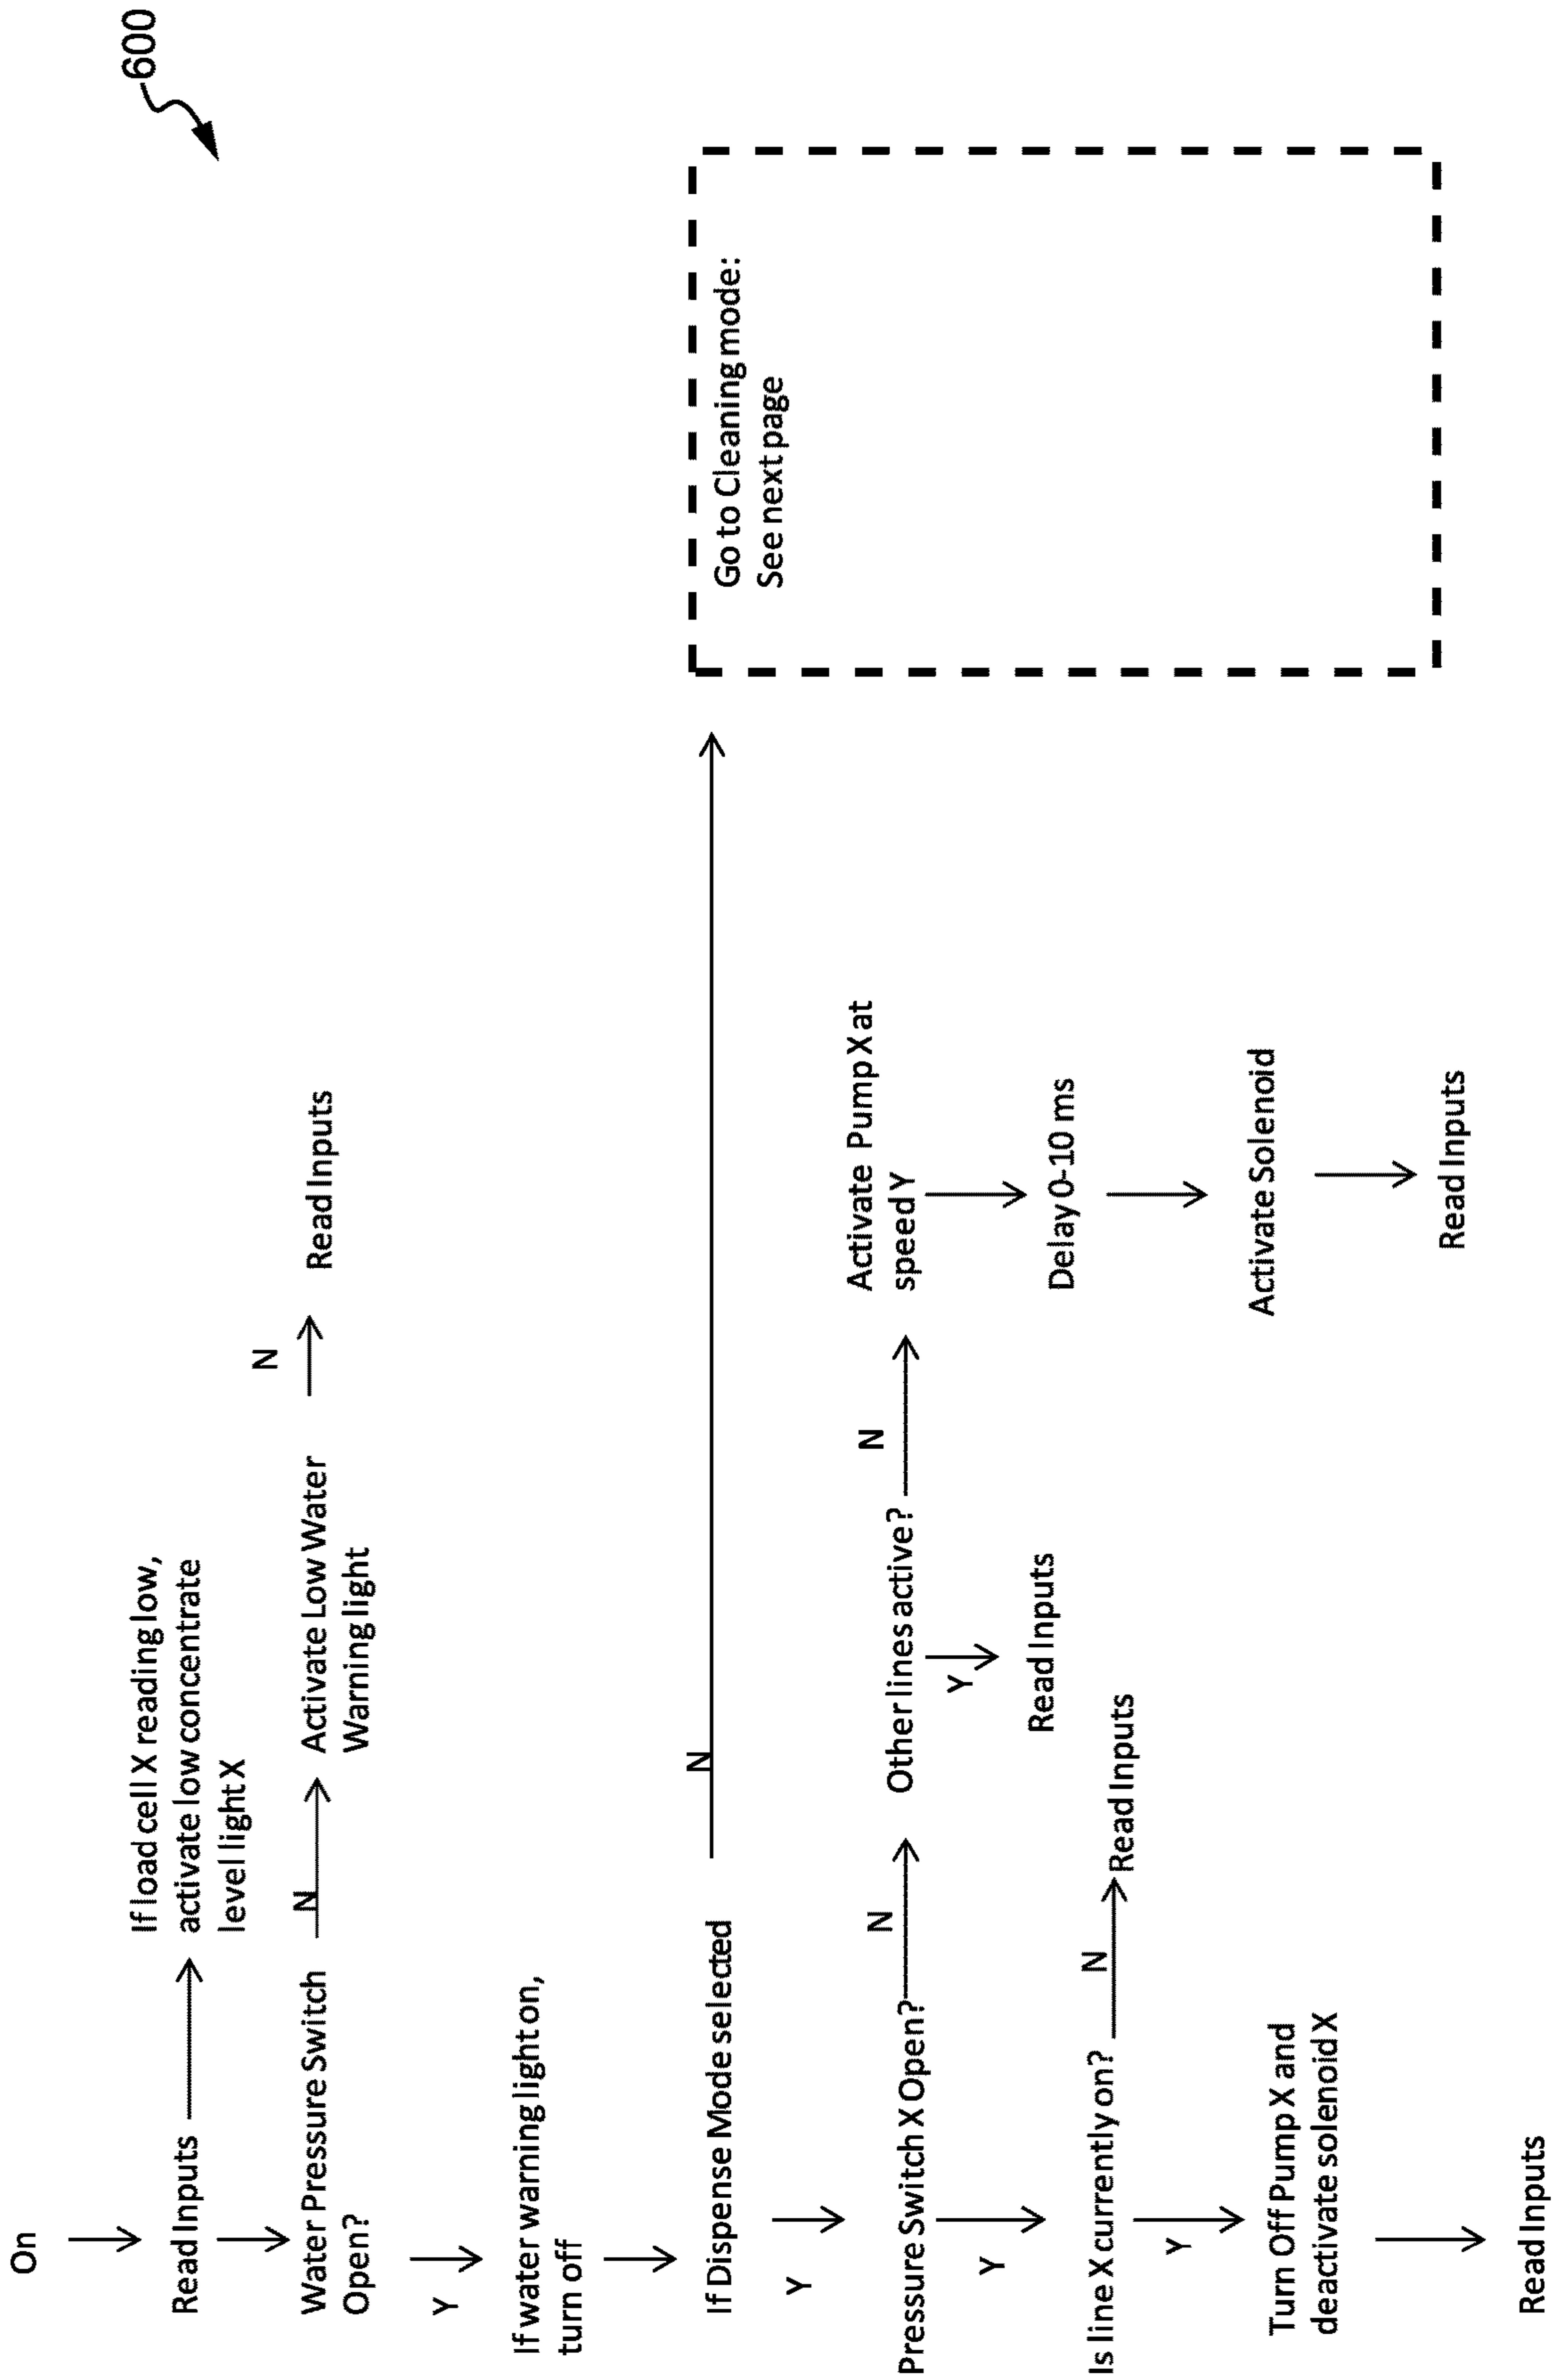 600
On
Read Inputs
If load cell X reading low,
activate low concentrate
level light X
Water Pressure Switch
Open?
N
Activate Low Water
Warning light
N
Read Inputs
Y
If water warning light on,
turn off
If Dispense Mode selected
N
Go to Cleaning mode:
See next page
Y
Pressure Switch X Open?
N
Other lines active?
N
Activate Pump X at
speed Y
Y
Read Inputs
Delay 0-10 ms
Y
Is line X currently on?
N
Read Inputs
Activate Solenoid
Y
Turn Off Pump X and
deactivate solenoid X
Read Inputs
Read Inputs